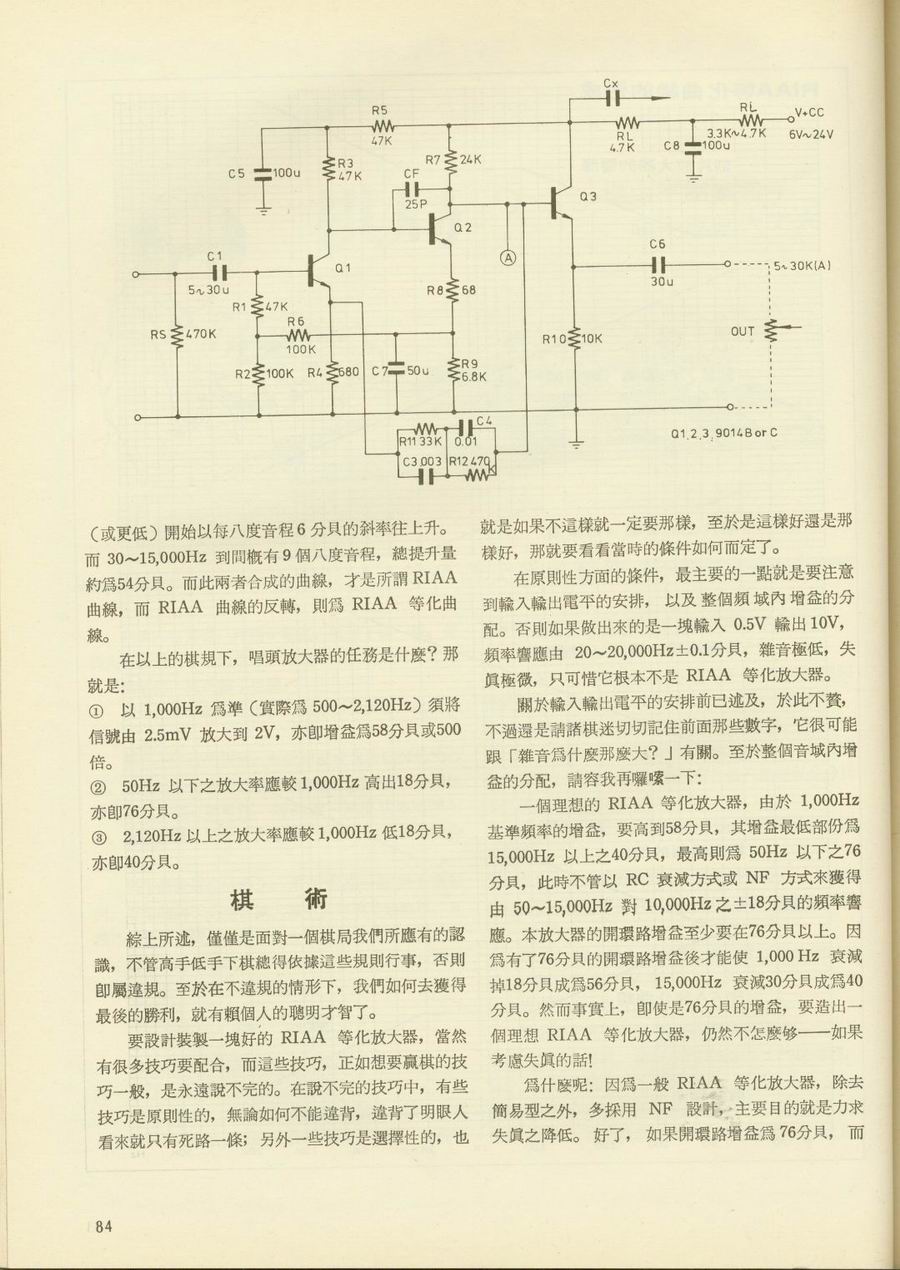 Cx
R5
47K
RL
V+CC
RL
4.7K
3.3K~4.7K
6V~24V
C8
100u
C5
100u
R3
47K
R7
24K
CF
25P
Q3
Q2
A
C1
5~30u
Q1
C6
30u
5~30K(A)
R1
47K
R8
68
RS
470K
R6
100K
R10
10K
OUT
R2
100K
R4
680
C7
50u
R9
6.8K
C4
R11 33K
0.01
Q1.2.3.9014B or C
C3.003
R12 470K
（或更低）開始以每八度音程6分貝的斜率往上升。
而 30～15,000Hz 到間概有9個八度音程，總提升量
約爲54分貝。而此兩者合成的曲線，才是所謂 RIAA
曲線，而 RIAA 曲線的反轉，則爲 RIAA 等化曲
線。
在以上的棋規下，唱頭放大器的任務是什麼？那
就是：
① 以 1,000Hz 爲準（實際爲 500～2,120Hz）須將
信號由 2.5mV 放大到 2V，亦卽增益爲58分貝或500
倍。
② 50Hz 以下之放大率應較1,000Hz 高出18分貝，
亦卽76分貝。
③ 2,120Hz 以上之放大率應較1,000Hz 低18分貝，
亦卽40分貝。
棋 術
綜上所述，僅僅是面對一個棋局我們所應有的認
識，不管高手低手下棋總得依據這些規則行事，否則
卽屬違規。至於在不違規的情形下，我們如何去獲得
最後的勝利，就有賴個人的聰明才智了。
要設計裝製一塊好的 RIAA 等化放大器，當然
有很多技巧要配合，而這些技巧，正如想要贏棋的技
巧一般，是永遠說不完的。在說不完的技巧中，有些
技巧是原則性的，無論如何不能違背，違背了明眼人
看來就只有死路一條；另外一些技巧是選擇性的，也
就是如果不這樣就一定要那樣，至於是這樣好還是那
樣好，那就要看看當時的條件如何而定了。
在原則性方面的條件，最主要的一點就是要注意
到輸入輸出電平的安排，以及整個頻域內增益的分
配。否則如果做出來的是一塊輸入 0.5V 輸出10V，
頻率響應由 20～20,000Hz±0.1分貝，雜音極低，失
眞極微，只可惜它根本不是 RIAA 等化放大器。
關於輸入輸出電平的安排前已述及，於此不贅，
不過還是請諸棋迷切切記住前面那些數字，它很可能
跟「雜音爲什麼那麼大？」有關。至於整個音域內增
益的分配，請容我再囉嗦一下：
一個理想的 RIAA 等化放大器，由於 1,000Hz
基準頻率的增益，要高到58分貝，其增益最低部份爲
15,000Hz 以上之40分貝，最高則爲 50Hz 以下之76
分貝，此時不管以 RC 衰減方式或 NF 方式來獲得
由 50～15,000Hz 對 10,000Hz之±18分貝的頻率響
應。本放大器的開環路增益至少要在76分貝以上。因
爲有了76分貝的開環路增益後才能使 1,000 Hz 衰減
掉18分貝成爲56分貝，15,000Hz 衰減30分貝成爲40
分貝。然而事實上，卽使是76分貝的增益，要造出一
個理想 RIAA 等化放大器，仍然不怎麼够——如果
考慮失眞的話！
爲什麼呢：因爲一般 RIAA 等化放大器，除去
簡易型之外，多採用 NF 設計，主要目的就是力求
失眞之降低。好了，如果開環路增益爲76分貝，而
84